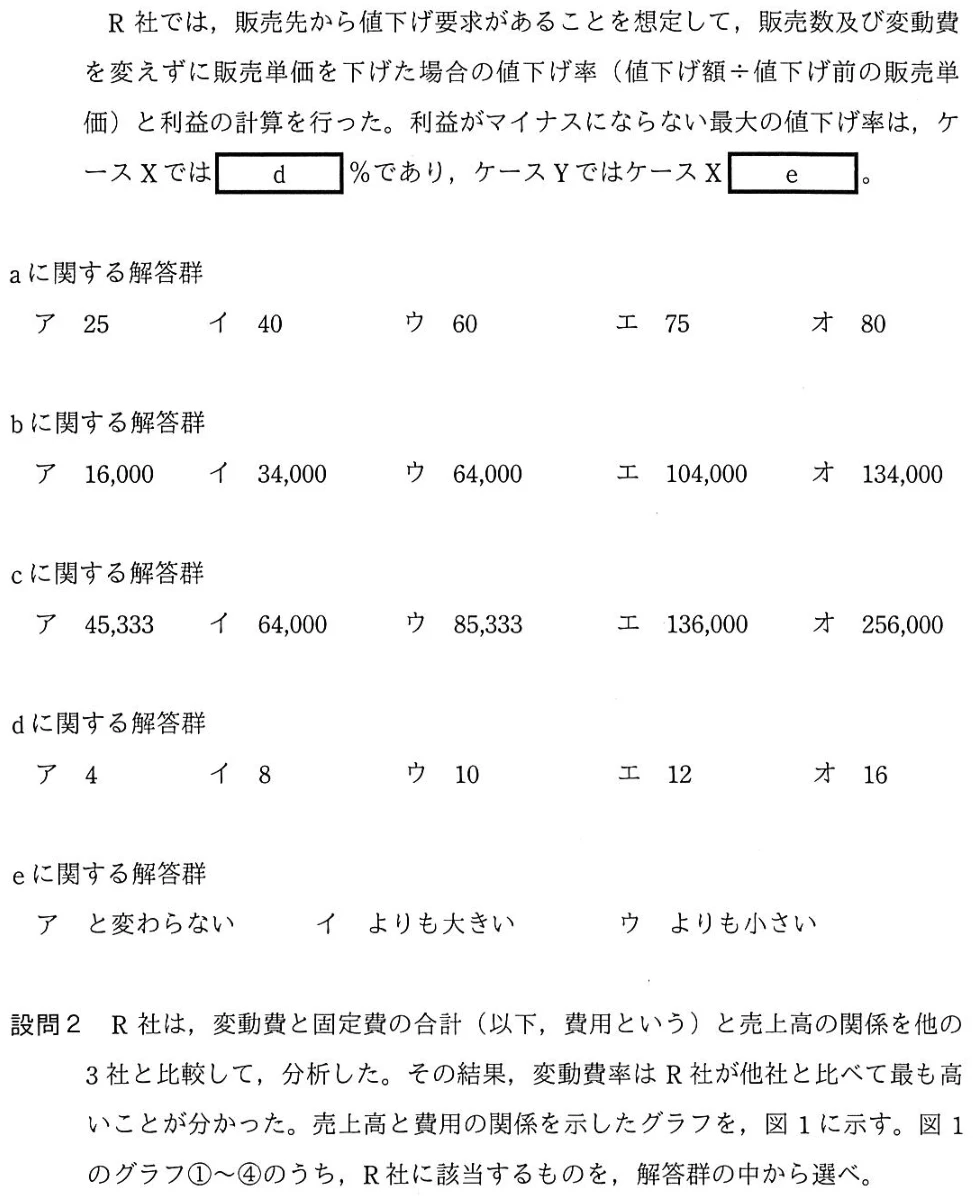 R 社では，販売先から値下げ要求があることを想定して，販売数及び変動費
を変えずに販売単価を下げた場合の値下げ率（値下げ額÷値下げ前の販売単
価）と利益の計算を行った。利益がマイナスにならない最大の値下げ率は，ケ
ース X では d %であり，ケース Y ではケース X e 。
a に関する解答群
ア 25 イ 40 ウ 60 エ 75 オ 80
b に関する解答群
ア 16,000 イ 34,000 ウ 64,000 エ 104,000 オ 134,000
c に関する解答群
ア 45,333 イ 64,000 ウ 85,333 エ 136,000 オ 256,000
d に関する解答群
ア 4 イ 8 ウ 10 エ 12 オ 16
e に関する解答群
ア と変わらない イ よりも大きい ウ よりも小さい
設問2 R 社は，変動費と固定費の合計（以下，費用という）と売上高の関係を他の
3 社と比較して，分析した。その結果，変動費率は R 社が他社と比べて最も高
いことが分かった。売上高と費用の関係を示したグラフを，図 1 に示す。図 1
のグラフ①～④のうち，R 社に該当するものを，解答群の中から選べ。